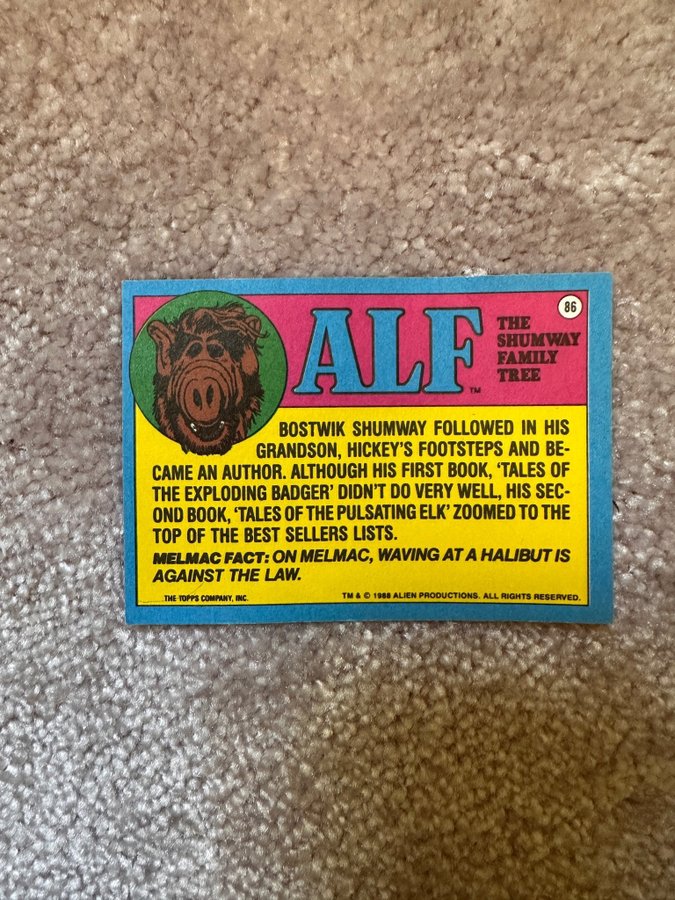 86
ALF™
THE
SHUMWAY
FAMILY
TREE
BOSTWIK SHUMWAY FOLLOWED IN HIS
GRANDSON, HICKEY'S FOOTSTEPS AND BE-
CAME AN AUTHOR. ALTHOUGH HIS FIRST BOOK, 'TALES OF
THE EXPLODING BADGER' DIDN'T DO VERY WELL, HIS SEC-
OND BOOK, 'TALES OF THE PULSATING ELK' ZOOMED TO THE
TOP OF THE BEST SELLERS LISTS.
MELMAC FACT: ON MELMAC, WAVING AT A HALIBUT IS
AGAINST THE LAW.
THE TOPPS COMPANY, INC. TM & © 1988 ALIEN PRODUCTIONS. ALL RIGHTS RESERVED.